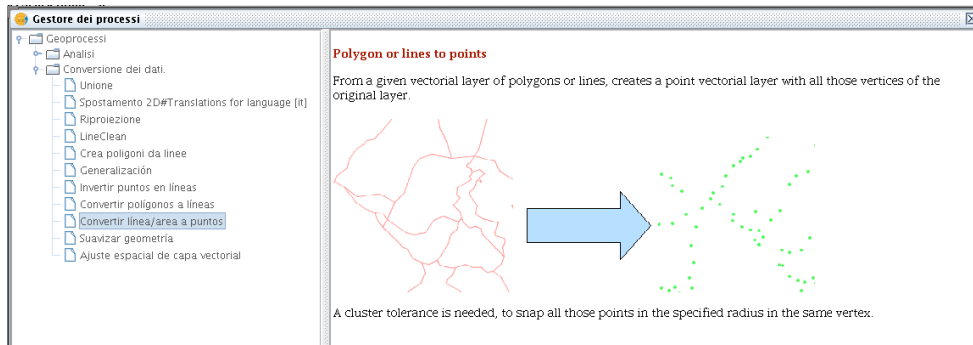 Gestore dei processi
Geoprocessi
Analisi
Conversione dei dati.
Unione
Spostamento 2D#Translations for language [it]
Riproiezione
LineClean
Crea poligoni da linee
Generalización
Invertir puntos en líneas
Convertir polígonos a líneas
Convertir línea/area a puntos
Suavizar geometría
Ajuste espacial de capa vectorial
Polygon or lines to points
From a given vectorial layer of polygons or lines, creates a point vectorial layer with all those vertices of the
original layer.
A cluster tolerance is needed, to snap all those points in the specified radius in the same vertex.